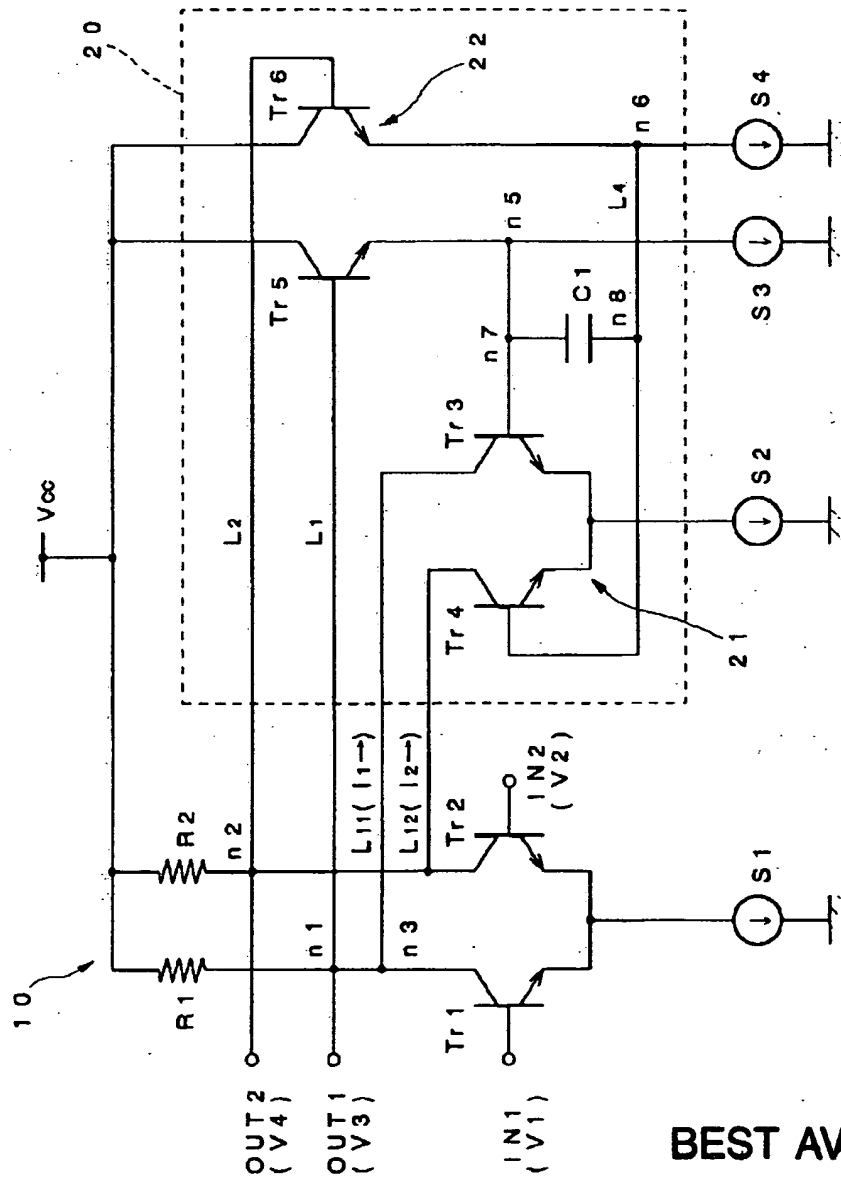 Vcc
10
20
R1
R2
n2
n1
n3
L2
L1
L11(I1→)
L12(I2→)
OUT2
(V4)
OUT1
(V3)
IN1
(V1)
Tr1
Tr2
IN2
(V2)
Tr4
Tr3
Tr5
Tr6
22
21
n5
n6
n7
n8
C1
L4
S1
S2
S3
S4
BEST AV